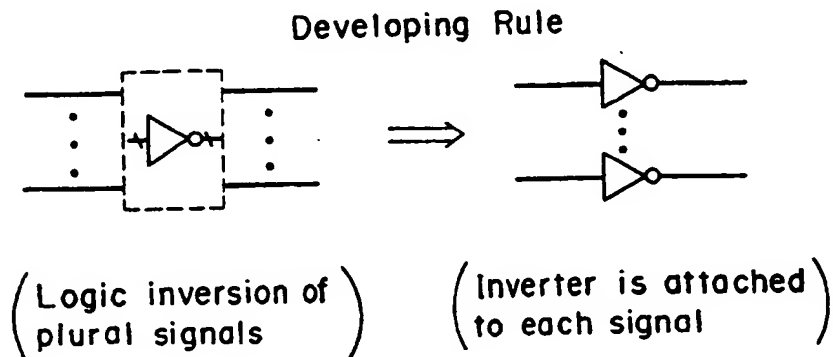 Developing Rule
(Logic inversion of
plural signals)
(Inverter is attached
to each signal)